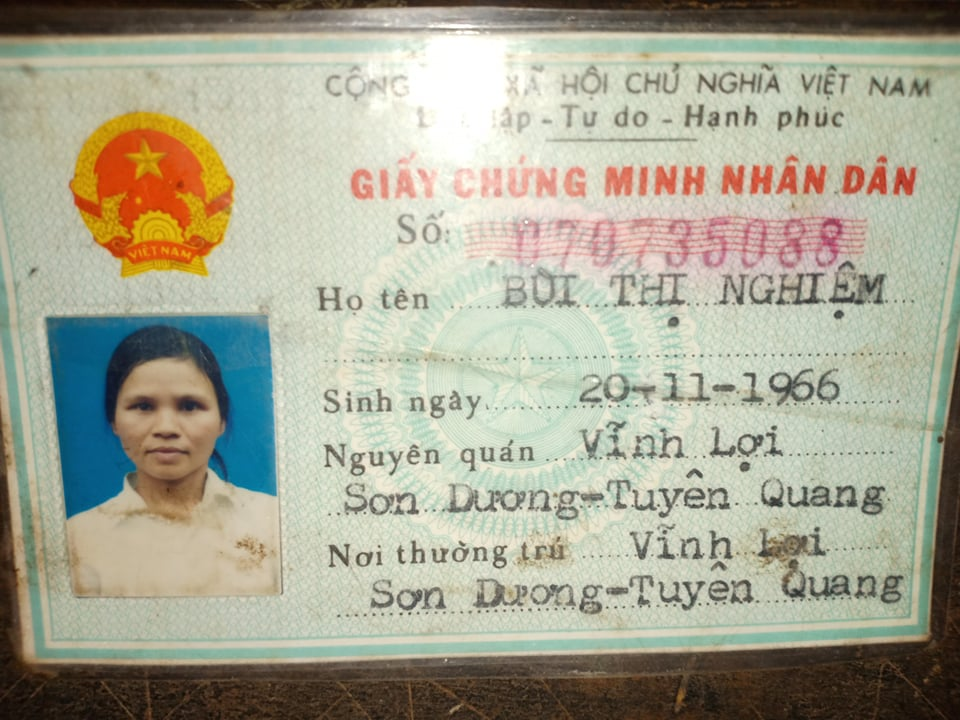 CỘNG XÃ HỘI CHỦ NGHĨA VIỆT NAM
lập - Tự do - Hạnh phúc
GIẤY CHỨNG MINH NHÂN DÂN
Số: 070735088
Họ tên BÙI THỊ NGHIỆM
Sinh ngày 20-11-1966
Nguyên quán Vĩnh Lợi
Sơn Dương-Tuyên Quang
Nơi thường trú Vĩnh Lợi
Sơn Dương-Tuyên Quang
VIỆT NAM